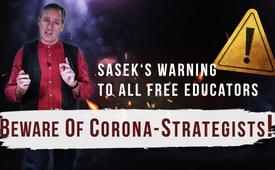 SASEK'S WARNING
TO ALL FREE EDUCATORS
BEWARE OF CORONA-STRATEGISTS!